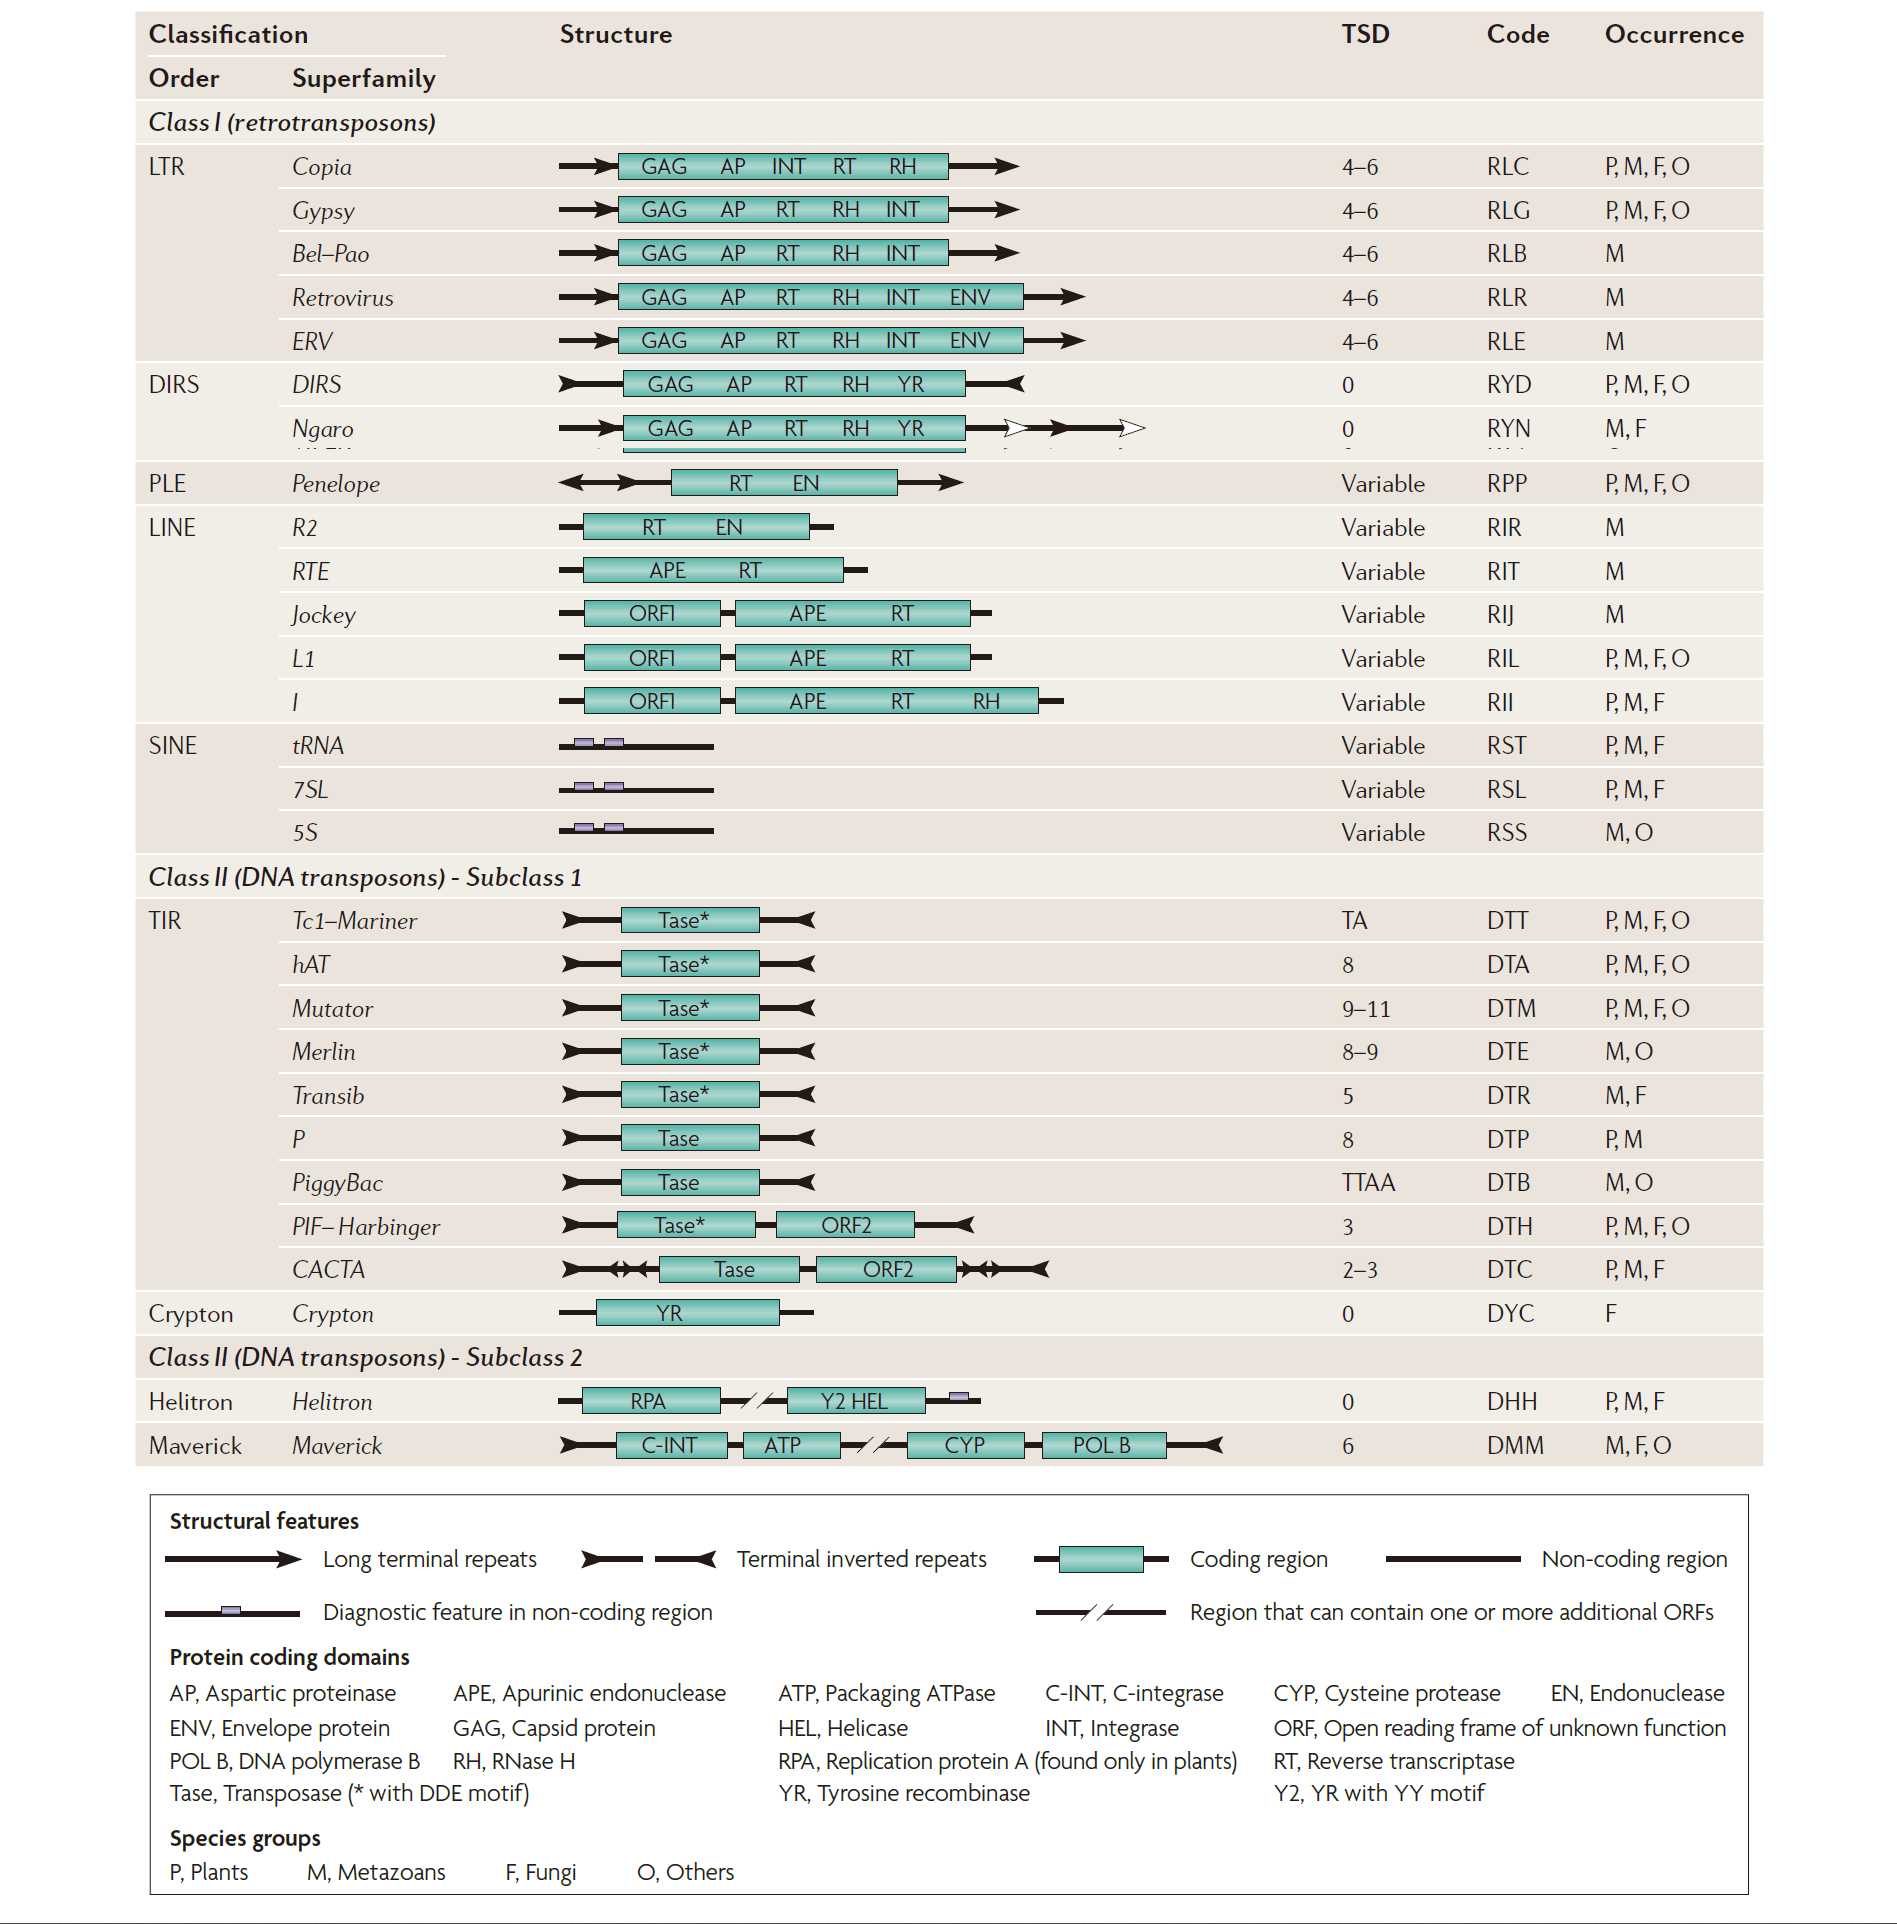 Classification Structure TSD Code Occurrence
Order Superfamily
Class I (retrotransposons)
LTR Copia GAG AP INT RT RH 4–6 RLC P, M, F, O
Gypsy GAG AP RT RH INT 4–6 RLG P, M, F, O
Bel–Pao GAG AP RT RH INT 4–6 RLB M
Retrovirus GAG AP RT RH INT ENV 4–6 RLR M
ERV GAG AP RT RH INT ENV 4–6 RLE M
DIRS DIRS GAG AP RT RH YR 0 RYD P, M, F, O
Ngaro GAG AP RT RH YR 0 RYN M, F
PLE Penelope RT EN Variable RPP P, M, F, O
LINE R2 RT EN Variable RIR M
RTE APE RT Variable RIT M
Jockey ORF1 APE RT Variable RIJ M
L1 ORF1 APE RT Variable RIL P, M, F, O
I ORF1 APE RT RH Variable RII P, M, F
SINE tRNA Variable RST P, M, F
7SL Variable RSL P, M, F
5S Variable RSS M, O
Class II (DNA transposons) - Subclass 1
TIR Tc1–Mariner Tase* TA DTT P, M, F, O
hAT Tase* 8 DTA P, M, F, O
Mutator Tase* 9–11 DTM P, M, F, O
Merlin Tase* 8–9 DTE M, O
Transib Tase* 5 DTR M, F
P Tase 8 DTP P, M
PiggyBac Tase TTAA DTB M, O
PIF–Harbinger Tase* ORF2 3 DTH P, M, F, O
CACTA Tase ORF2 2–3 DTC P, M, F
Crypton Crypton YR 0 DYC F
Class II (DNA transposons) - Subclass 2
Helitron Helitron RPA Y2 HEL 0 DHH P, M, F
Maverick Maverick C-INT ATP CYP POL B 6 DMM M, F, O
Structural features
Long terminal repeats Terminal inverted repeats Coding region Non-coding region
Diagnostic feature in non-coding region Region that can contain one or more additional ORFs
Protein coding domains
AP, Aspartic proteinase APE, Apurinic endonuclease ATP, Packaging ATPase C-INT, C-integrase CYP, Cysteine protease EN, Endonuclease
ENV, Envelope protein GAG, Capsid protein HEL, Helicase INT, Integrase ORF, Open reading frame of unknown function
POL B, DNA polymerase B RH, RNase H RPA, Replication protein A (found only in plants) RT, Reverse transcriptase
Tase, Transposase (* with DDE motif) YR, Tyrosine recombinase Y2, YR with YY motif
Species groups
P, Plants M, Metazoans F, Fungi O, Others